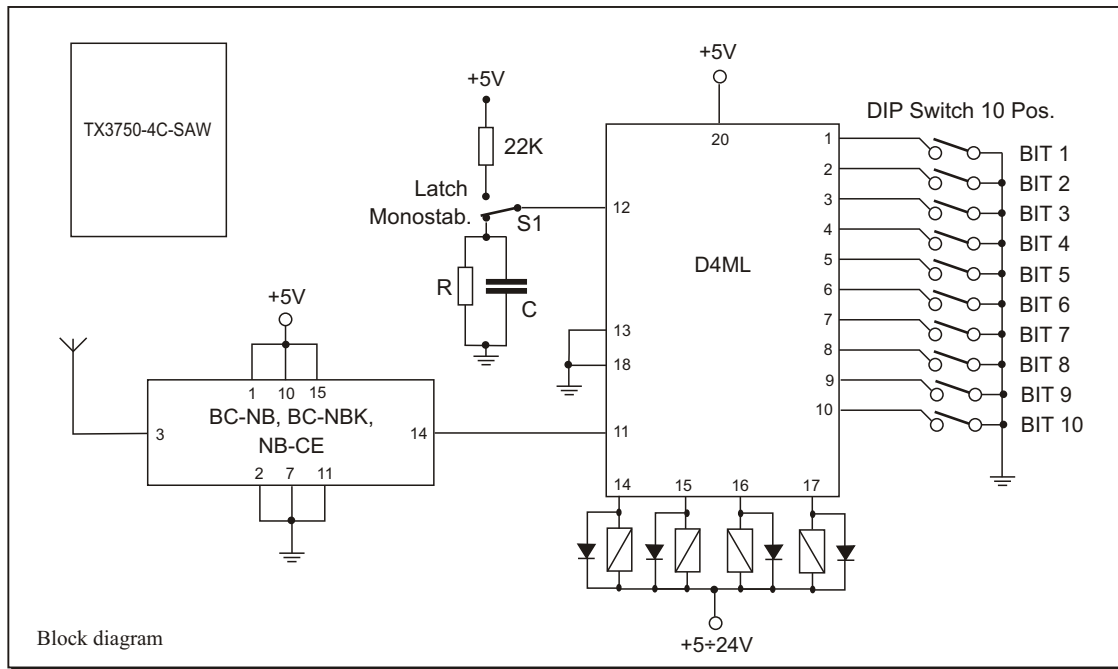 TX3750-4C-SAW
+5V
22K
Latch
Monostab.
S1
R
C
+5V
20
DIP Switch 10 Pos.
1
BIT 1
2
BIT 2
3
BIT 3
4
BIT 4
5
BIT 5
6
BIT 6
7
BIT 7
8
BIT 8
9
BIT 9
10
BIT 10
12
D4ML
13
18
11
+5V
1 10 15
BC-NB, BC-NBK,
NB-CE
3
14
2 7 11
14 15 16 17
+5÷24V
Block diagram